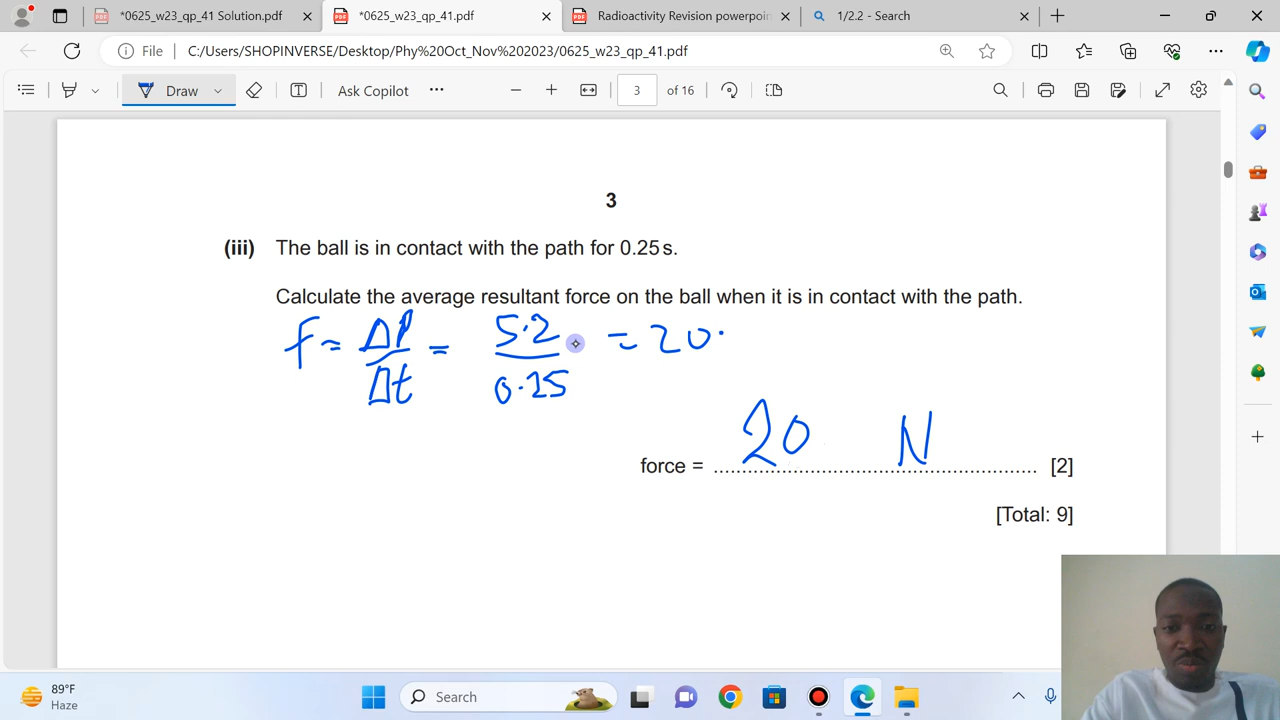 *0625_w23_qp_41 Solution.pdf
*0625_w23_qp_41.pdf
Radioactivity Revision powerpoin
1/2.2 - Search
File
C:/Users/SHOPINVERSE/Desktop/Phy%20Oct_Nov%202023/0625_w23_qp_41.pdf
Draw
Ask Copilot
3
of 16
3
(iii) The ball is in contact with the path for 0.25 s.
Calculate the average resultant force on the ball when it is in contact with the path.
F = ΔP/Δt = 5.2/0.25 = 20.
20 N
force = ........................................................ [2]
[Total: 9]
89°F
Haze
Search